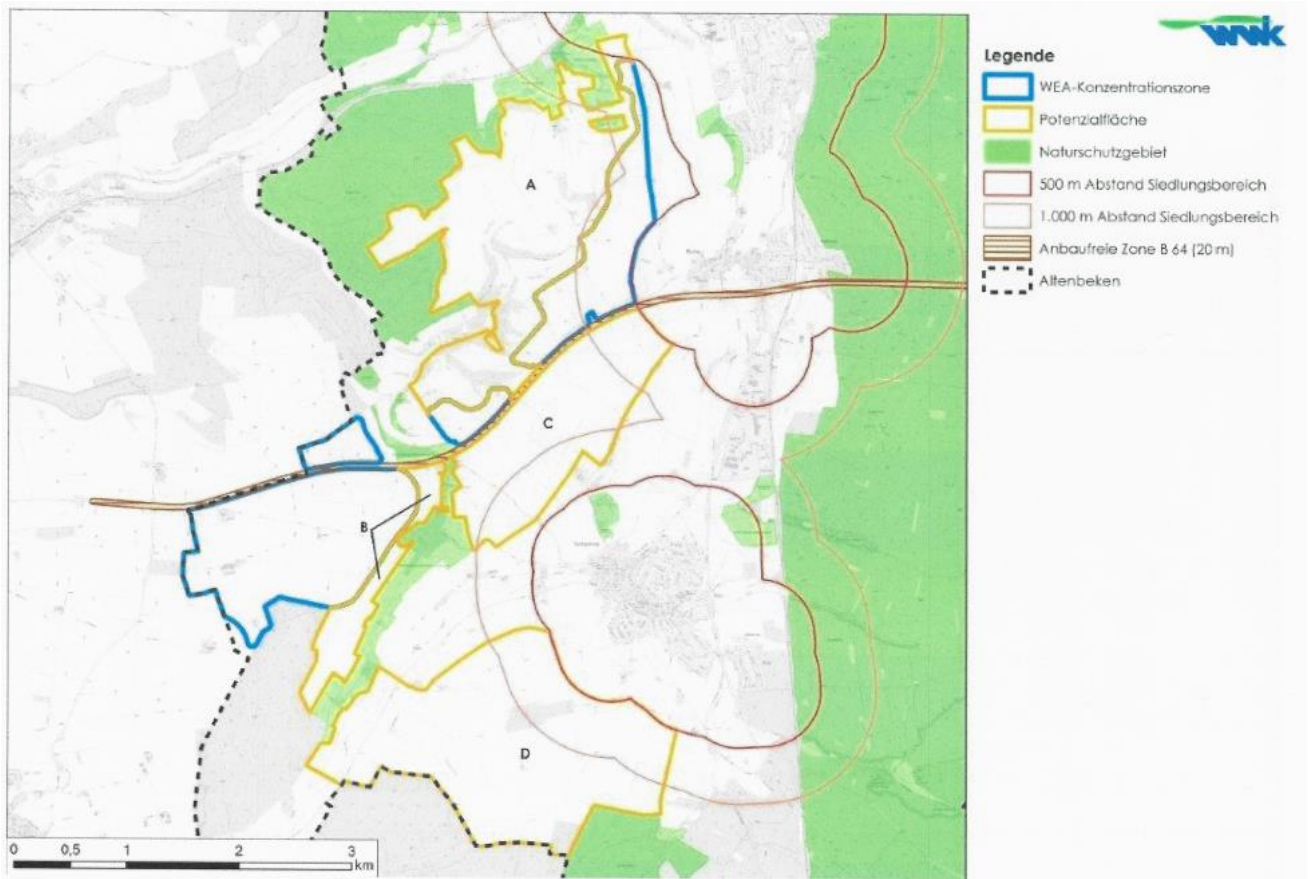 wwk
Legende
WEA-Konzentrationszone
Potenzialfläche
Naturschutzgebiet
500 m Abstand Siedlungsbereich
1.000 m Abstand Siedlungsbereich
Anbaufreie Zone B 64 (20 m)
Altenbeken
A
C
B
D
0 0,5 1 2 3
km